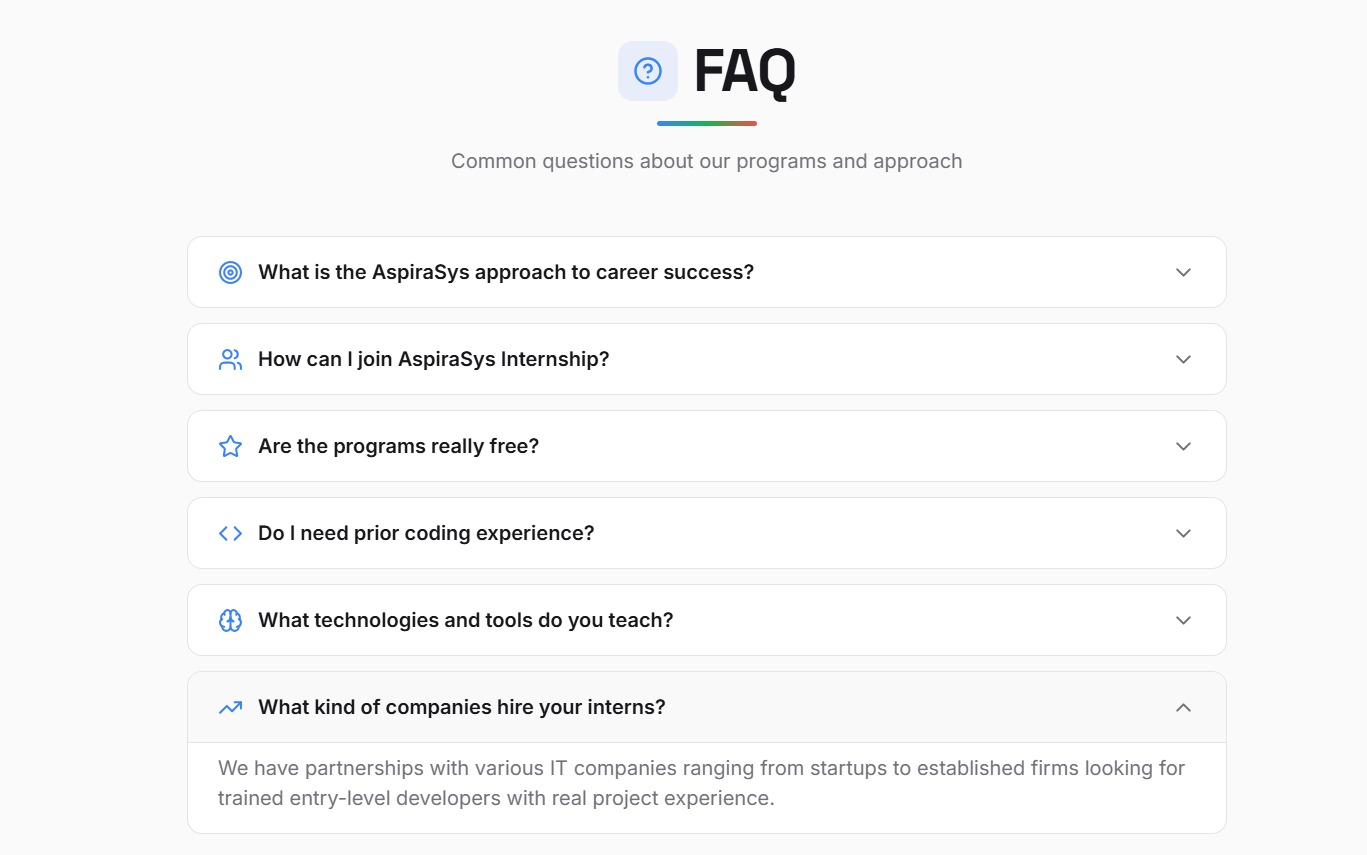 FAQ
Common questions about our programs and approach
What is the AspiraSys approach to career success?
How can I join AspiraSys Internship?
Are the programs really free?
Do I need prior coding experience?
What technologies and tools do you teach?
What kind of companies hire your interns?
We have partnerships with various IT companies ranging from startups to established firms looking for
trained entry-level developers with real project experience.